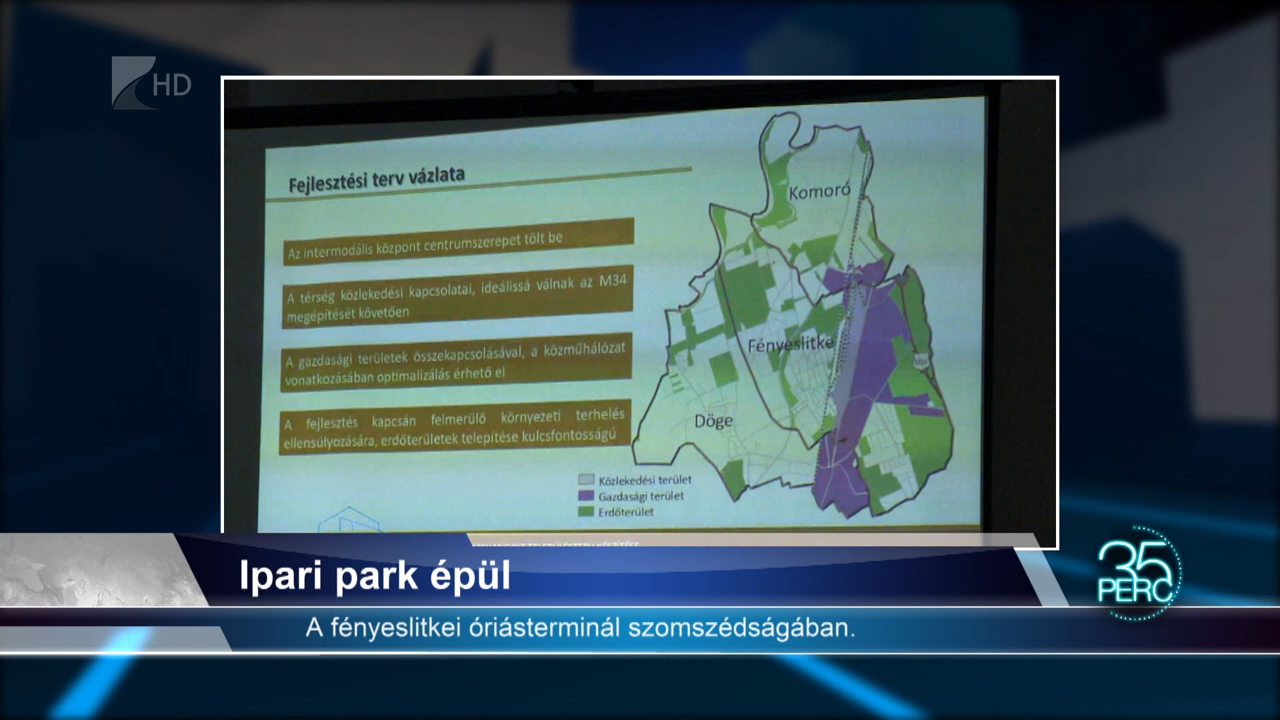 HD
Fejlesztési terv vázlata
Az intermodális központ centrumszerepet tölt be
A térség közlekedési kapcsolatai, ideálissá válnak az M34
megépítését követően
A gazdasági területek összekapcsolásával, a közműhálózat
vonatkozásában optimalizálás érhető el
A fejlesztés kapcsán felmerülő környezeti terhelés
ellensúlyozására, erdőterületek telepítése kulcsfontosságú
Komoró
Fényeslitke
Döge
Közlekedési terület
Gazdasági terület
Erdőterület
Ipari park épül
A fényeslitkei óriásterminál szomszédságában.
35
PERC